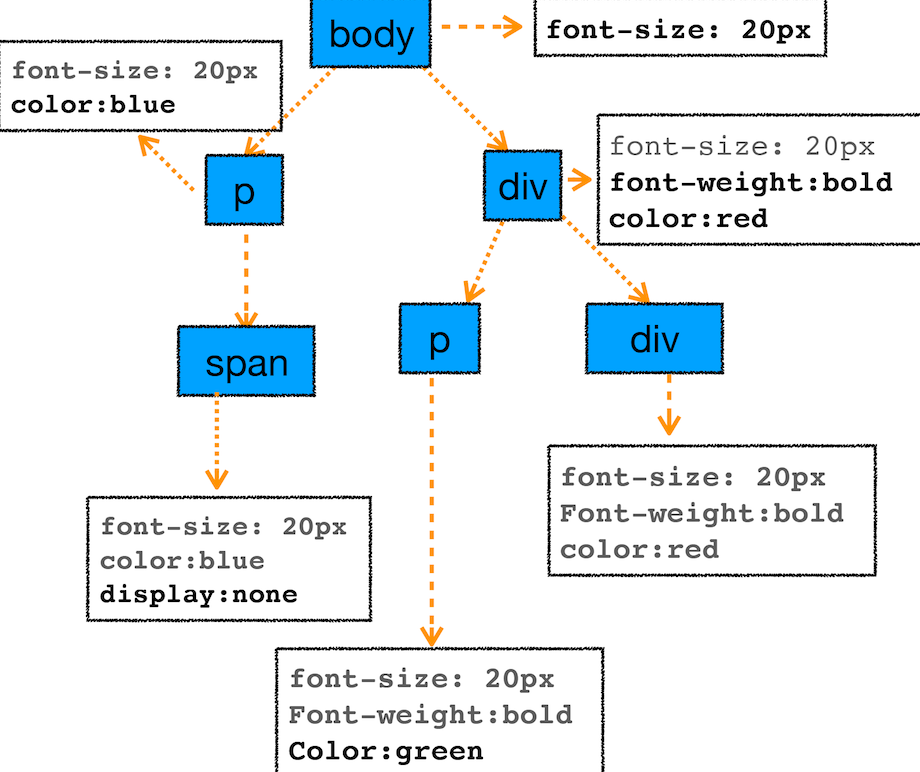 body
font-size: 20px
font-size: 20px
color:blue
p
div
font-size: 20px
font-weight:bold
color:red
span
p
div
font-size: 20px
color:blue
display:none
font-size: 20px
Font-weight:bold
color:red
font-size: 20px
Font-weight:bold
Color:green